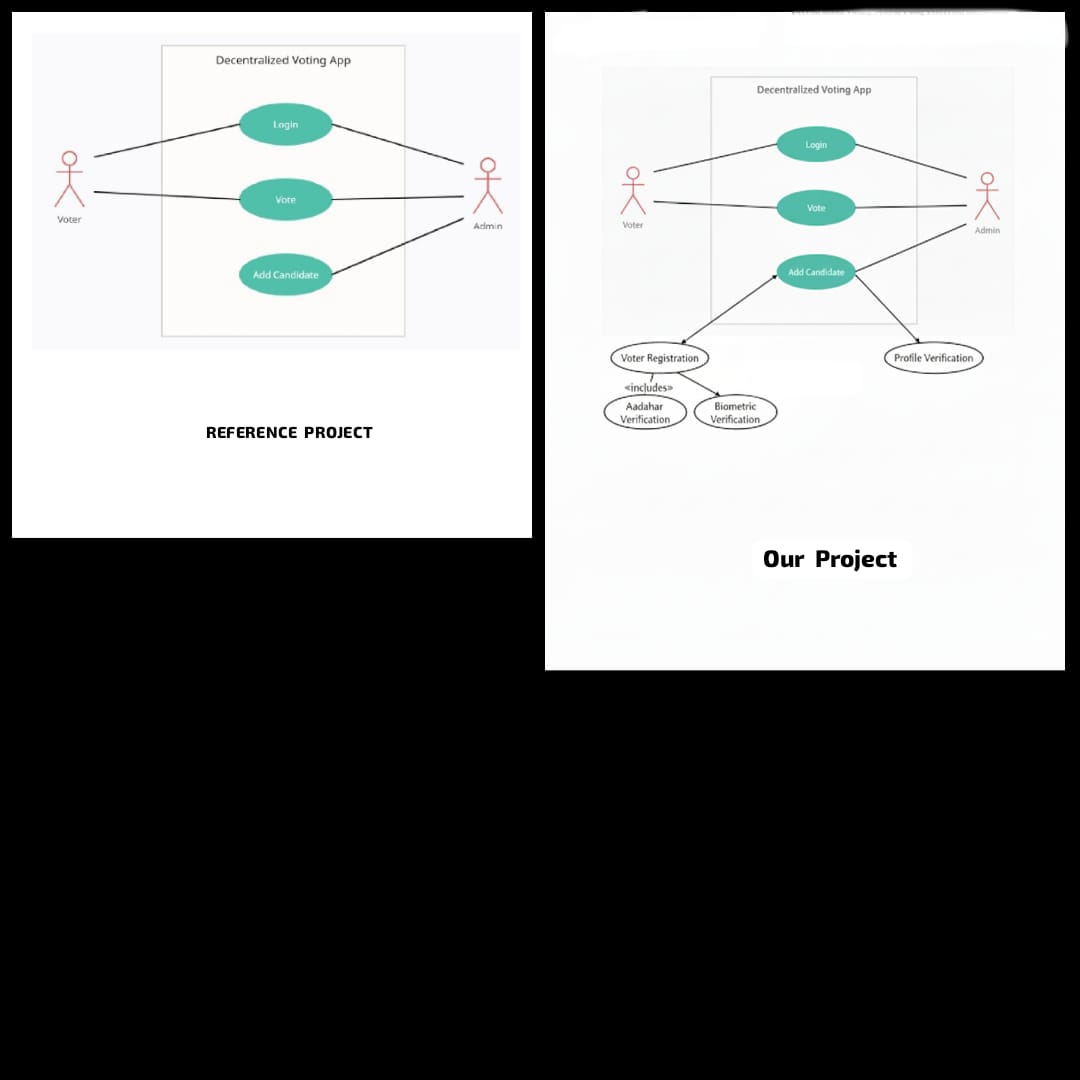 Decentralized Voting App
Login
Vote
Add Candidate
Voter
Admin
REFERENCE PROJECT
Decentralized Voting App
Login
Vote
Add Candidate
Voter
Admin
Voter Registration
Profile Verification
«includes»
Aadahar
Verification
Biometric
Verification
Our Project